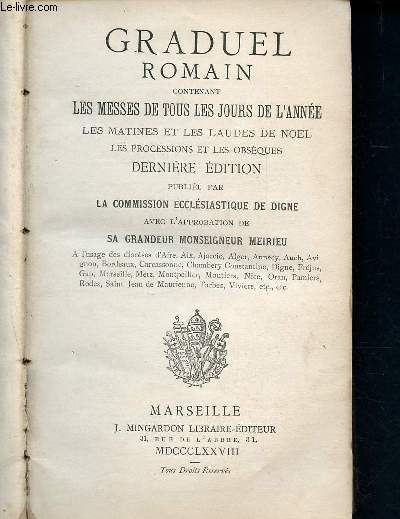 © Le-livre.com
GRADUEL
ROMAIN
CONTENANT
LES MESSES DE TOUS LES JOURS DE L'ANNÉE
LES MATINES ET LES LAUDES DE NOEL
LES PROCESSIONS ET LES OBSÈQUES
DERNIÈRE ÉDITION
PUBLIÉE PAR
LA COMMISSION ECCLÉSIASTIQUE DE DIGNE
AVEC L'APPROBATION DE
SA GRANDEUR MONSEIGNEUR MEIRIEU
A l'usage des diocèses d'Aire, Aix, Ajaccio, Alger, Annecy, Auch, Avi
gnon, Bordeaux, Carcassonne, Chambéry Constantine, Digne, Fréjus,
Gap, Marseille, Metz, Montpellier, Moutiers, Nice, Oran, Pamiers,
Rodez, Saint Jean de Maurienne, Tarbes, Viviers, etc., etc.
MARSEILLE
J. MINGARDON LIBRAIRE-ÉDITEUR
31, RUE DE L'ARBRE, 31,
MDCCCLXXVIII
Tous Droits Réservés